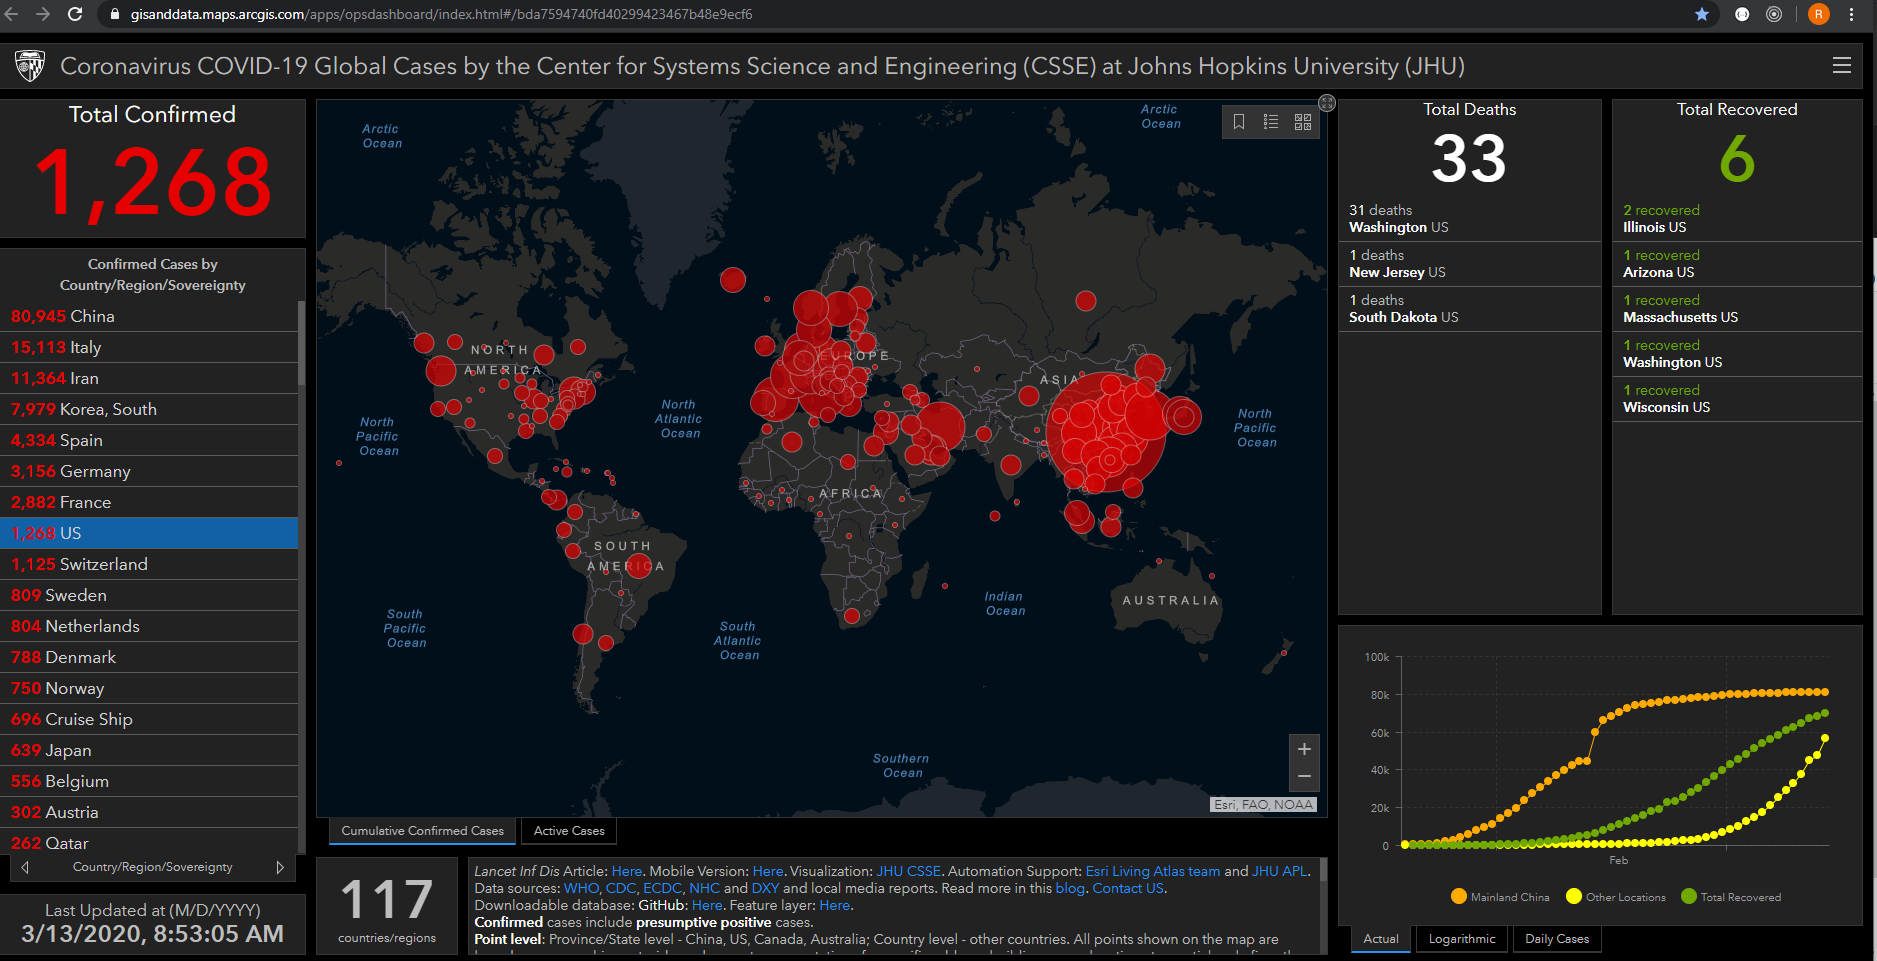 gisanddata.maps.arcgis.com/apps/opsdashboard/index.html#/bda7594740fd40299423467b48e9ecf6
R
Coronavirus COVID-19 Global Cases by the Center for Systems Science and Engineering (CSSE) at Johns Hopkins University (JHU)
Total Confirmed
1,268
Confirmed Cases by
Country/Region/Sovereignty
80,945 China
15,113 Italy
11,364 Iran
7,979 Korea, South
4,334 Spain
3,156 Germany
2,882 France
1,268 US
1,125 Switzerland
809 Sweden
804 Netherlands
788 Denmark
750 Norway
696 Cruise Ship
639 Japan
556 Belgium
302 Austria
262 Qatar
Country/Region/Sovereignty
Last Updated at (M/D/YYYY)
3/13/2020, 8:53:05 AM
Arctic
Ocean
Arctic
Ocean
NORTH
AMERICA
EUROPE
ASIA
North
Pacific
Ocean
North
Atlantic
Ocean
North
Pacific
Ocean
AFRICA
SOUTH
AMERICA
Indian
Ocean
AUSTRALIA
South
Pacific
Ocean
South
Atlantic
Ocean
Southern
Ocean
+
−
Esri, FAO, NOAA
Cumulative Confirmed Cases
Active Cases
117
countries/regions
Lancet Inf Dis Article: Here. Mobile Version: Here. Visualization: JHU CSSE. Automation Support: Esri Living Atlas team and JHU APL.
Data sources: WHO, CDC, ECDC, NHC and DXY and local media reports. Read more in this blog. Contact US.
Downloadable database: GitHub: Here. Feature layer: Here.
Confirmed cases include presumptive positive cases.
Point level: Province/State level - China, US, Canada, Australia; Country level - other countries. All points shown on the map are
Total Deaths
33
31 deaths
Washington US
1 deaths
New Jersey US
1 deaths
South Dakota US
Total Recovered
6
2 recovered
Illinois US
1 recovered
Arizona US
1 recovered
Massachusetts US
1 recovered
Washington US
1 recovered
Wisconsin US
100k
80k
60k
40k
20k
0
Feb
Mainland China
Other Locations
Total Recovered
Actual
Logarithmic
Daily Cases